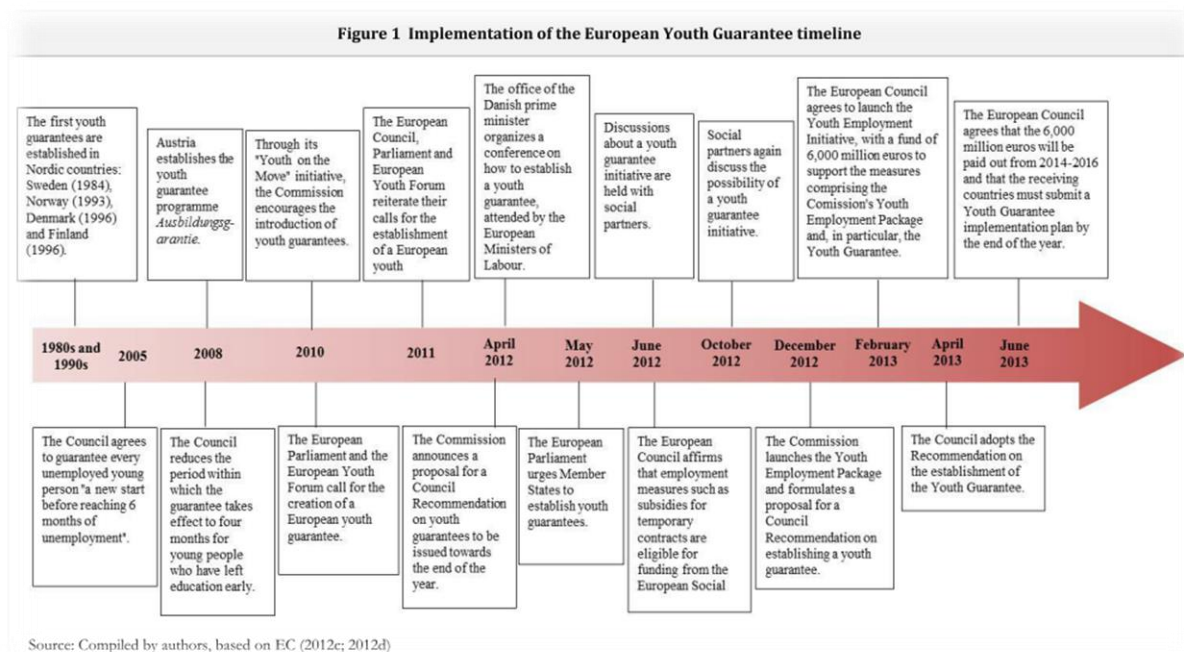 Figure 1 Implementation of the European Youth Guarantee timeline
The first youth
guarantees are
established in
Nordic countries:
Sweden (1984),
Norway (1993),
Denmark (1996)
and Finland
(1996).
Austria
establishes the
youth
guarantee
programme
Ausbildungsg-
arantie.
Through its
"Youth on the
Move" initiative,
the Commission
encourages the
introduction of
youth guarantees.
The European
Council,
Parliament and
European
Youth Forum
reiterate their
calls for the
establishment
of a European
youth
The office of the
Danish prime
minister
organizes a
conference on
how to establish
a youth
guarantee,
attended by the
European
Ministers of
Labour.
Discussions
about a youth
guarantee
initiative are
held with
social
partners.
Social
partners again
discuss the
possibility of
a youth
guarantee
initiative.
The European Council
agrees to launch the
Youth Employment
Initiative, with a fund of
6,000 million euros to
support the measures
comprising the
Comission's Youth
Employment Package
and, in particular, the
Youth Guarantee.
The European Council
agrees that the 6,000
million euros will be
paid out from 2014-2016
and that the receiving
countries must submit a
Youth Guarantee
implementation plan by
the end of the year.
1980s and
1990s
2005
2008
2010
2011
April
2012
May
2012
June
2012
October
2012
December
2012
February
2013
April
2013
June
2013
The Council agrees
to guarantee every
unemployed young
person "a new start
before reaching 6
months of
unemployment".
The Council
reduces the
period within
which the
guarantee takes
effect to four
months for
young people
who have left
education early.
The European
Parliament and the
European Youth
Forum call for the
creation of a
European youth
guarantee.
The Commission
announces a
proposal for a
Council
Recommendation
on youth
guarantees to be
issued towards
the end of the
year.
The European
Parliament
urges Member
States to
establish youth
guarantees.
The European
Council affirms
that employment
measures such as
subsidies for
temporary
contracts are
eligible for
funding from the
European Social
The Commission
launches the Youth
Employment Package
and formulates a
proposal for a
Council
Recommendation on
establishing a youth
guarantee.
The Council adopts the
Recommendation on
the establishment of
the Youth Guarantee.
Source: Compiled by authors, based on EC (2012c; 2012d)